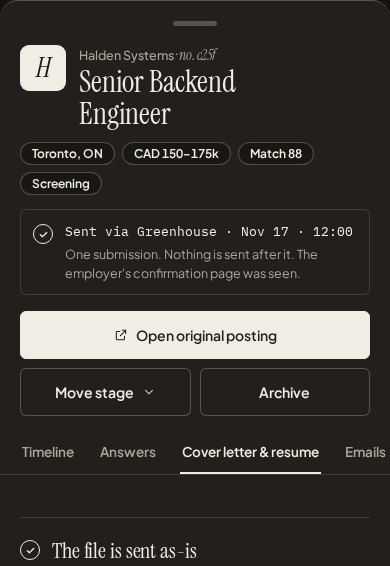 H
Halden Systems · no. c25f
Senior Backend
Engineer
Toronto, ON
CAD 150–175k
Match 88
Screening
Sent via Greenhouse · Nov 17 · 12:00
One submission. Nothing is sent after it. The
employer's confirmation page was seen.
Open original posting
Move stage
Archive
Timeline
Answers
Cover letter & resume
Emails
The file is sent as-is